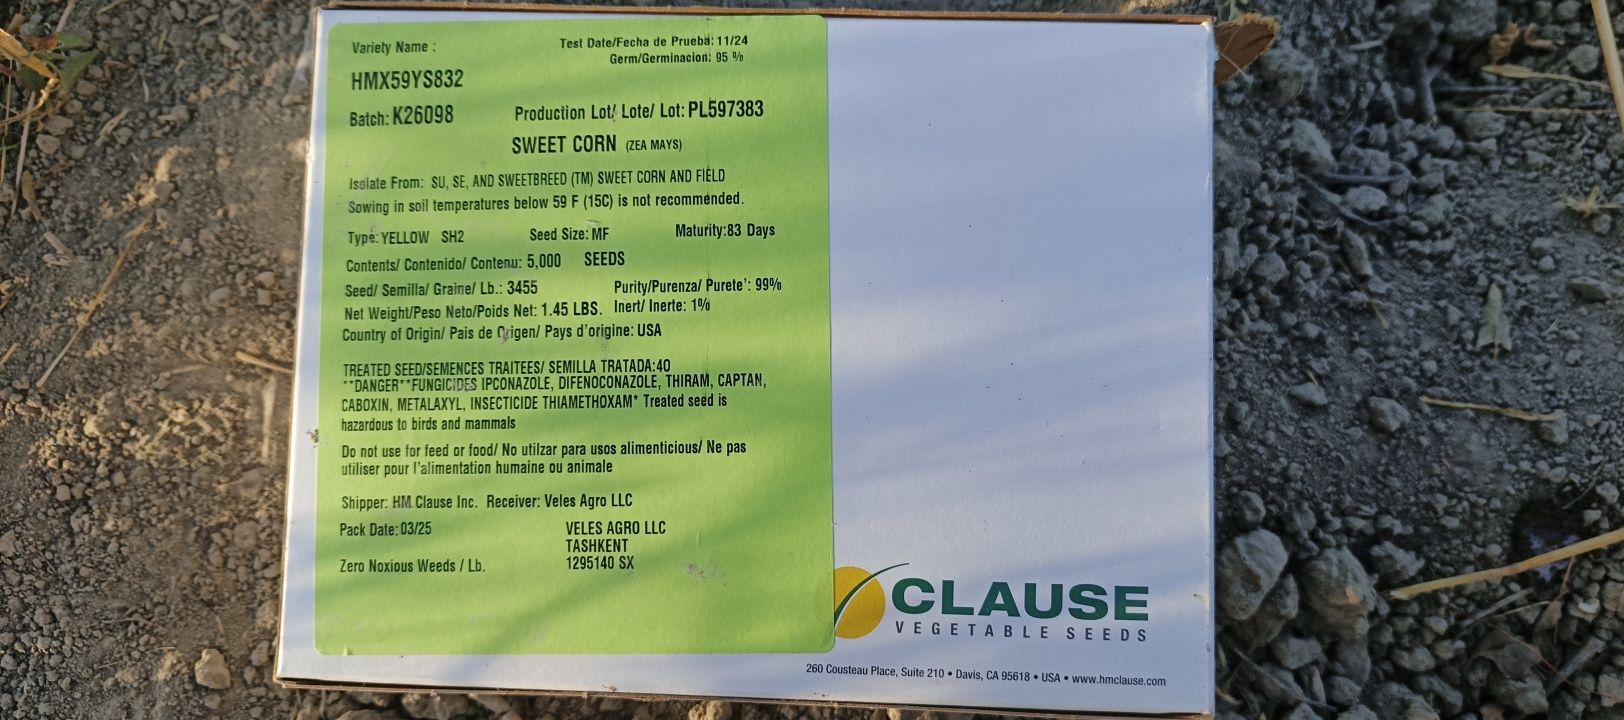 Variety Name :
Test Date/Fecha de Prueba: 11/24
Germ/Germinacion: 95 %
HMX59YS832
Batch: K26098
Production Lot/ Lote/ Lot: PL597383
SWEET CORN (ZEA MAYS)
Isolate From: SU, SE, AND SWEETBREED (TM) SWEET CORN AND FIELD
Sowing in soil temperatures below 59 F (15C) is not recommended.
Type: YELLOW SH2 Seed Size: MF Maturity:83 Days
Contents/ Contenido/ Contenu: 5,000 SEEDS
Seed/ Semilla/ Graine/ Lb.: 3455 Purity/Purenza/ Purete': 99%
Net Weight/Peso Neto/Poids Net: 1.45 LBS. Inert/ Inerte: 1%
Country of Origin/ Pais de Origen/ Pays d'origine: USA
TREATED SEED/SEMENCES TRAITEES/ SEMILLA TRATADA:40
**DANGER**FUNGICIDES IPCONAZOLE, DIFENOCONAZOLE, THIRAM, CAPTAN,
CABOXIN, METALAXYL, INSECTICIDE THIAMETHOXAM* Treated seed is
hazardous to birds and mammals
Do not use for feed or food/ No utilzar para usos alimenticious/ Ne pas
utiliser pour l'alimentation humaine ou animale
Shipper: HM Clause Inc. Receiver: Veles Agro LLC
Pack Date: 03/25
VELES AGRO LLC
TASHKENT
Zero Noxious Weeds / Lb.
1295140 SX
CLAUSE
VEGETABLE SEEDS
260 Cousteau Place, Suite 210 • Davis, CA 95618 • USA • www.hmclause.com